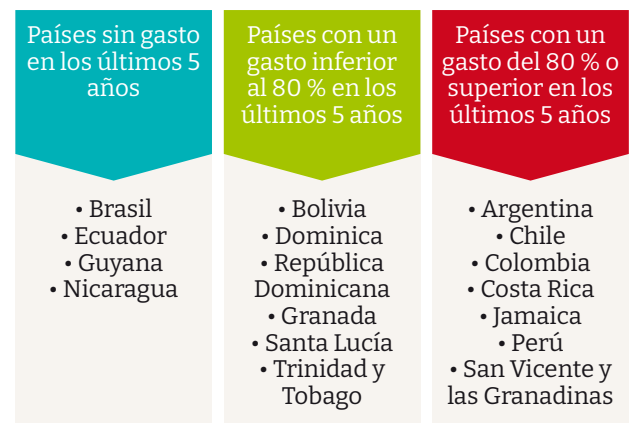 Países sin gasto
en los últimos 5
años
• Brasil
• Ecuador
• Guyana
• Nicaragua
Países con un
gasto inferior
al 80 % en los
últimos 5 años
• Bolivia
• Dominica
• República
Dominicana
• Granada
• Santa Lucía
• Trinidad y
Tobago
Países con un
gasto del 80 % o
superior en los
últimos 5 años
• Argentina
• Chile
• Colombia
• Costa Rica
• Jamaica
• Perú
• San Vicente y
las Granadinas